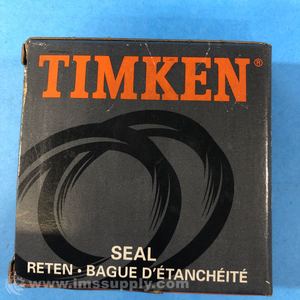 TIMKEN®
SEAL
RETEN • BAGUE D'ÉTANCHÉITÉ
© www.imssupply.com